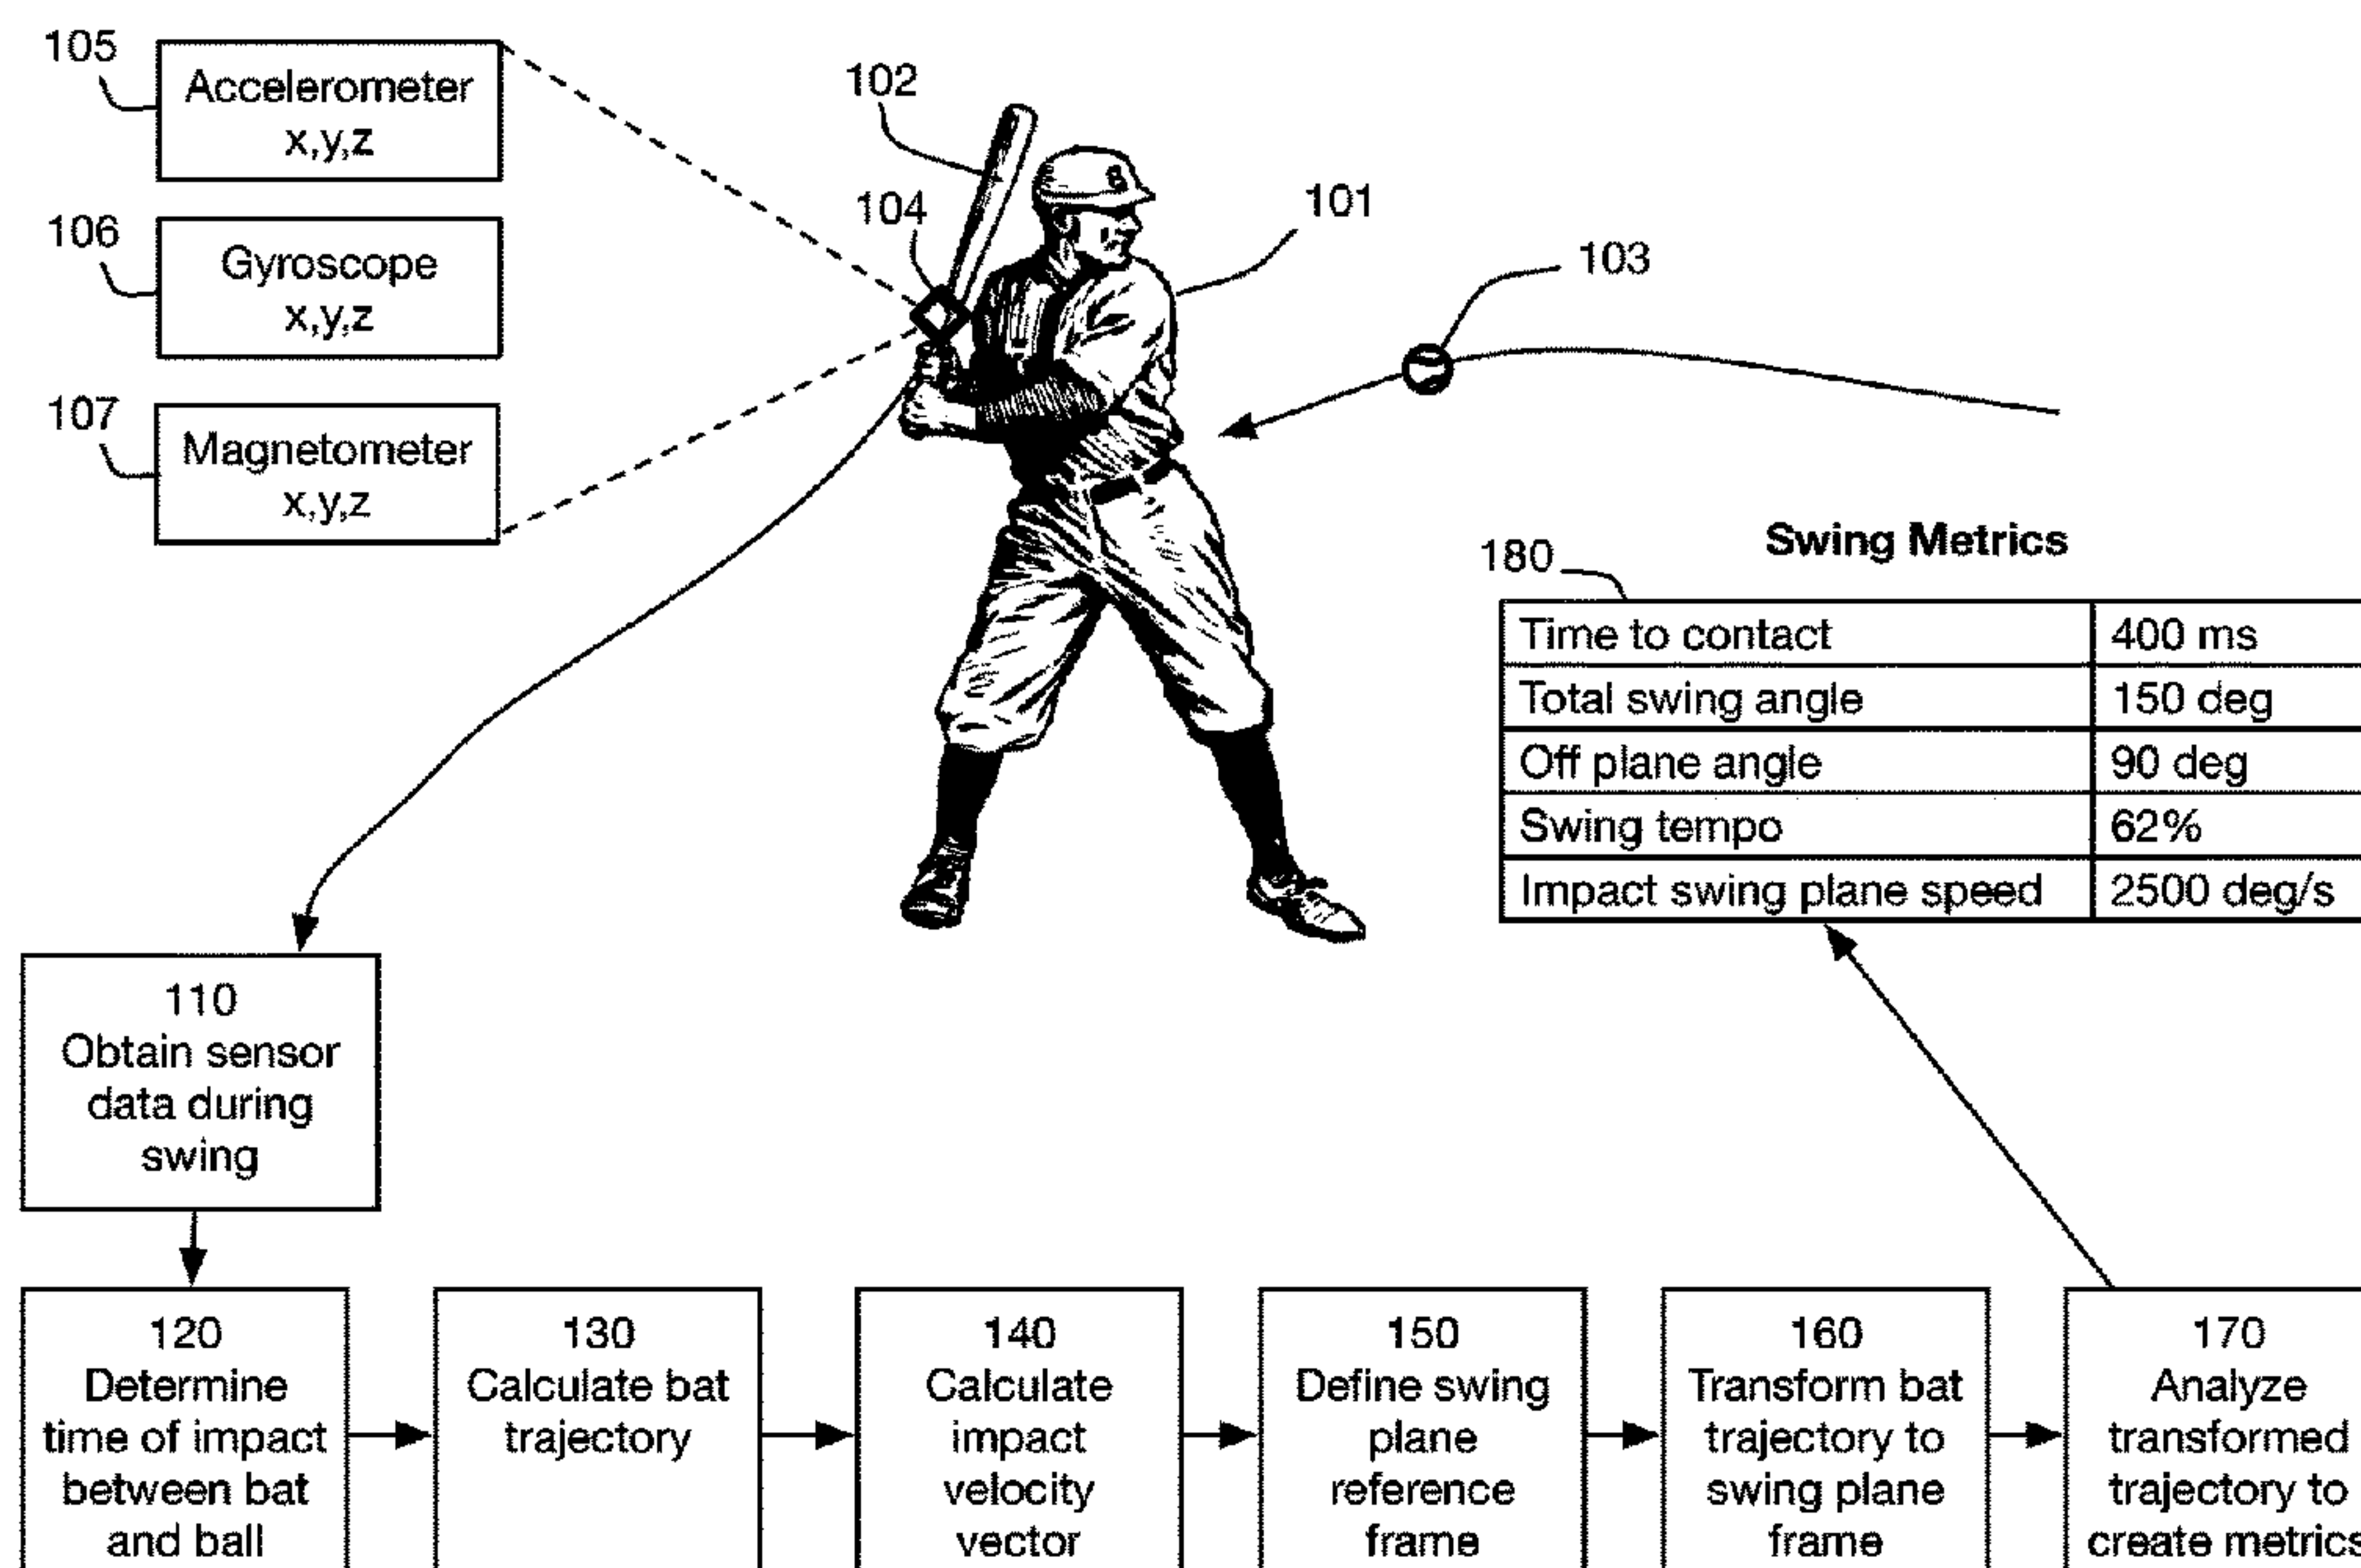 105
Accelerometer
x,y,z
106
Gyroscope
x,y,z
107
Magnetometer
x,y,z
102
104
8
101
103
Swing Metrics
180
Time to contact 400 ms
Total swing angle 150 deg
Off plane angle 90 deg
Swing tempo 62%
Impact swing plane speed 2500 deg/s
110
Obtain sensor
data during
swing
120
Determine
time of impact
between bat
and ball
130
Calculate bat
trajectory
140
Calculate
impact
velocity
vector
150
Define swing
plane
reference
frame
160
Transform bat
trajectory to
swing plane
frame
170
Analyze
transformed
trajectory to
create metrics